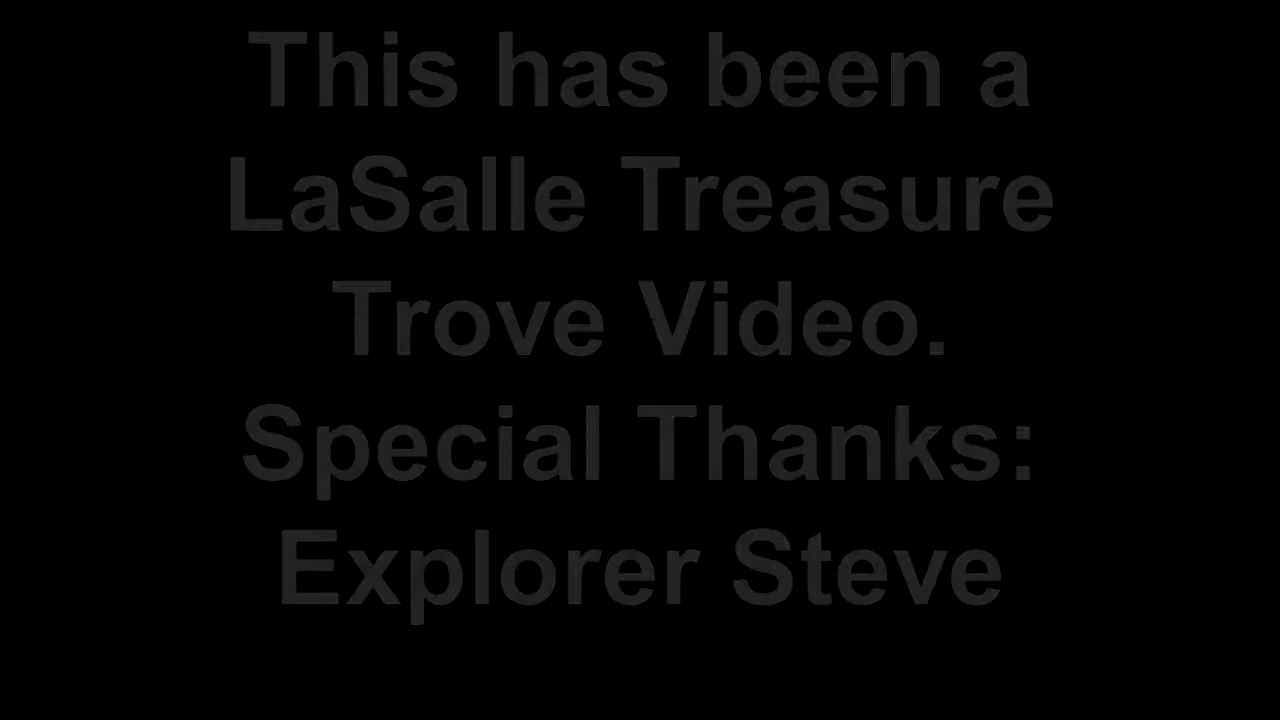 This has been a
LaSalle Treasure
Trove Video.
Special Thanks:
Explorer Steve